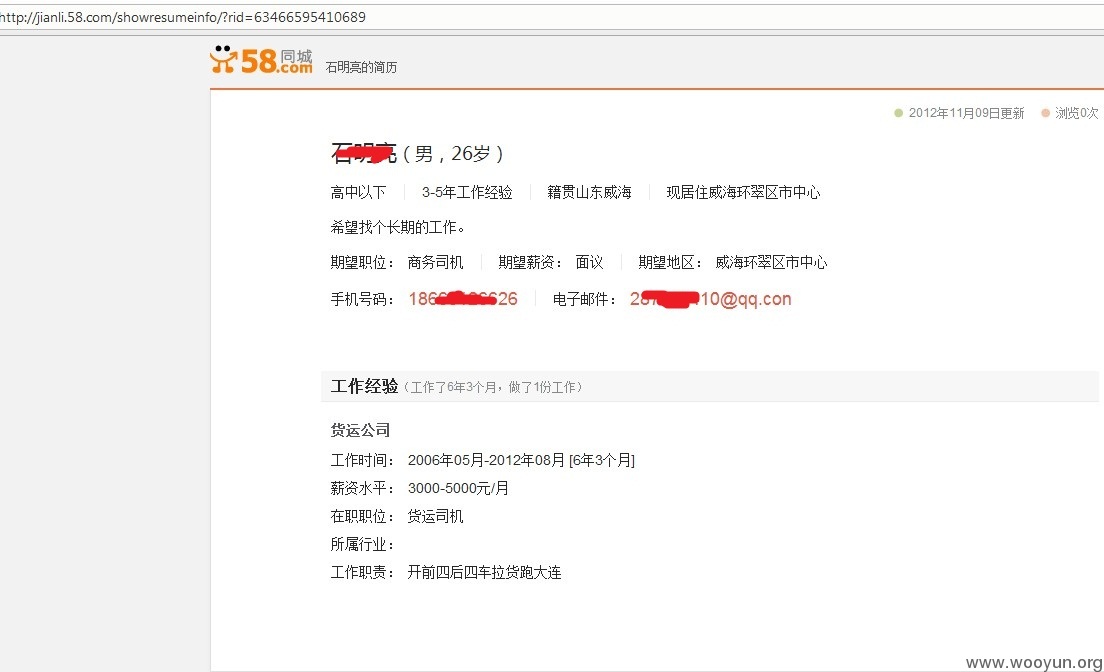 http://jianli.58.com/showresumeinfo/?rid=63466595410689
58同城.com 石明亮的简历
2012年11月09日更新 浏览0次
（男，26岁）
高中以下 3-5年工作经验 籍贯山东威海 现居住威海环翠区市中心
希望找个长期的工作。
期望职位： 商务司机 期望薪资： 面议 期望地区： 威海环翠区市中心
手机号码： 电子邮件：
工作经验（工作了6年3个月，做了1份工作）
货运公司
工作时间： 2006年05月-2012年08月 [6年3个月]
薪资水平： 3000-5000元/月
在职职位： 货运司机
所属行业：
工作职责： 开前四后四车拉货跑大连
www.wooyun.org